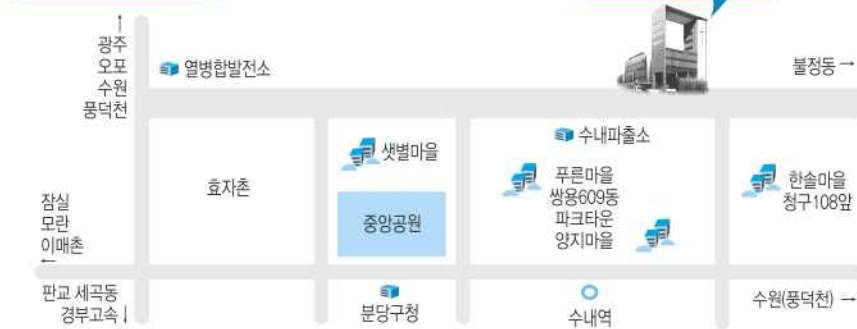 광주
오포
수원
풍덕천
열병합발전소
불정동
수내파출소
샛별마을
효자촌
중앙공원
푸른마을
쌍용609동
파크타운
양지마을
한솔마을
청구108앞
잠실
모란
이매촌
판교 세곡동
경부고속
분당구청
수내역
수원(풍덕천)